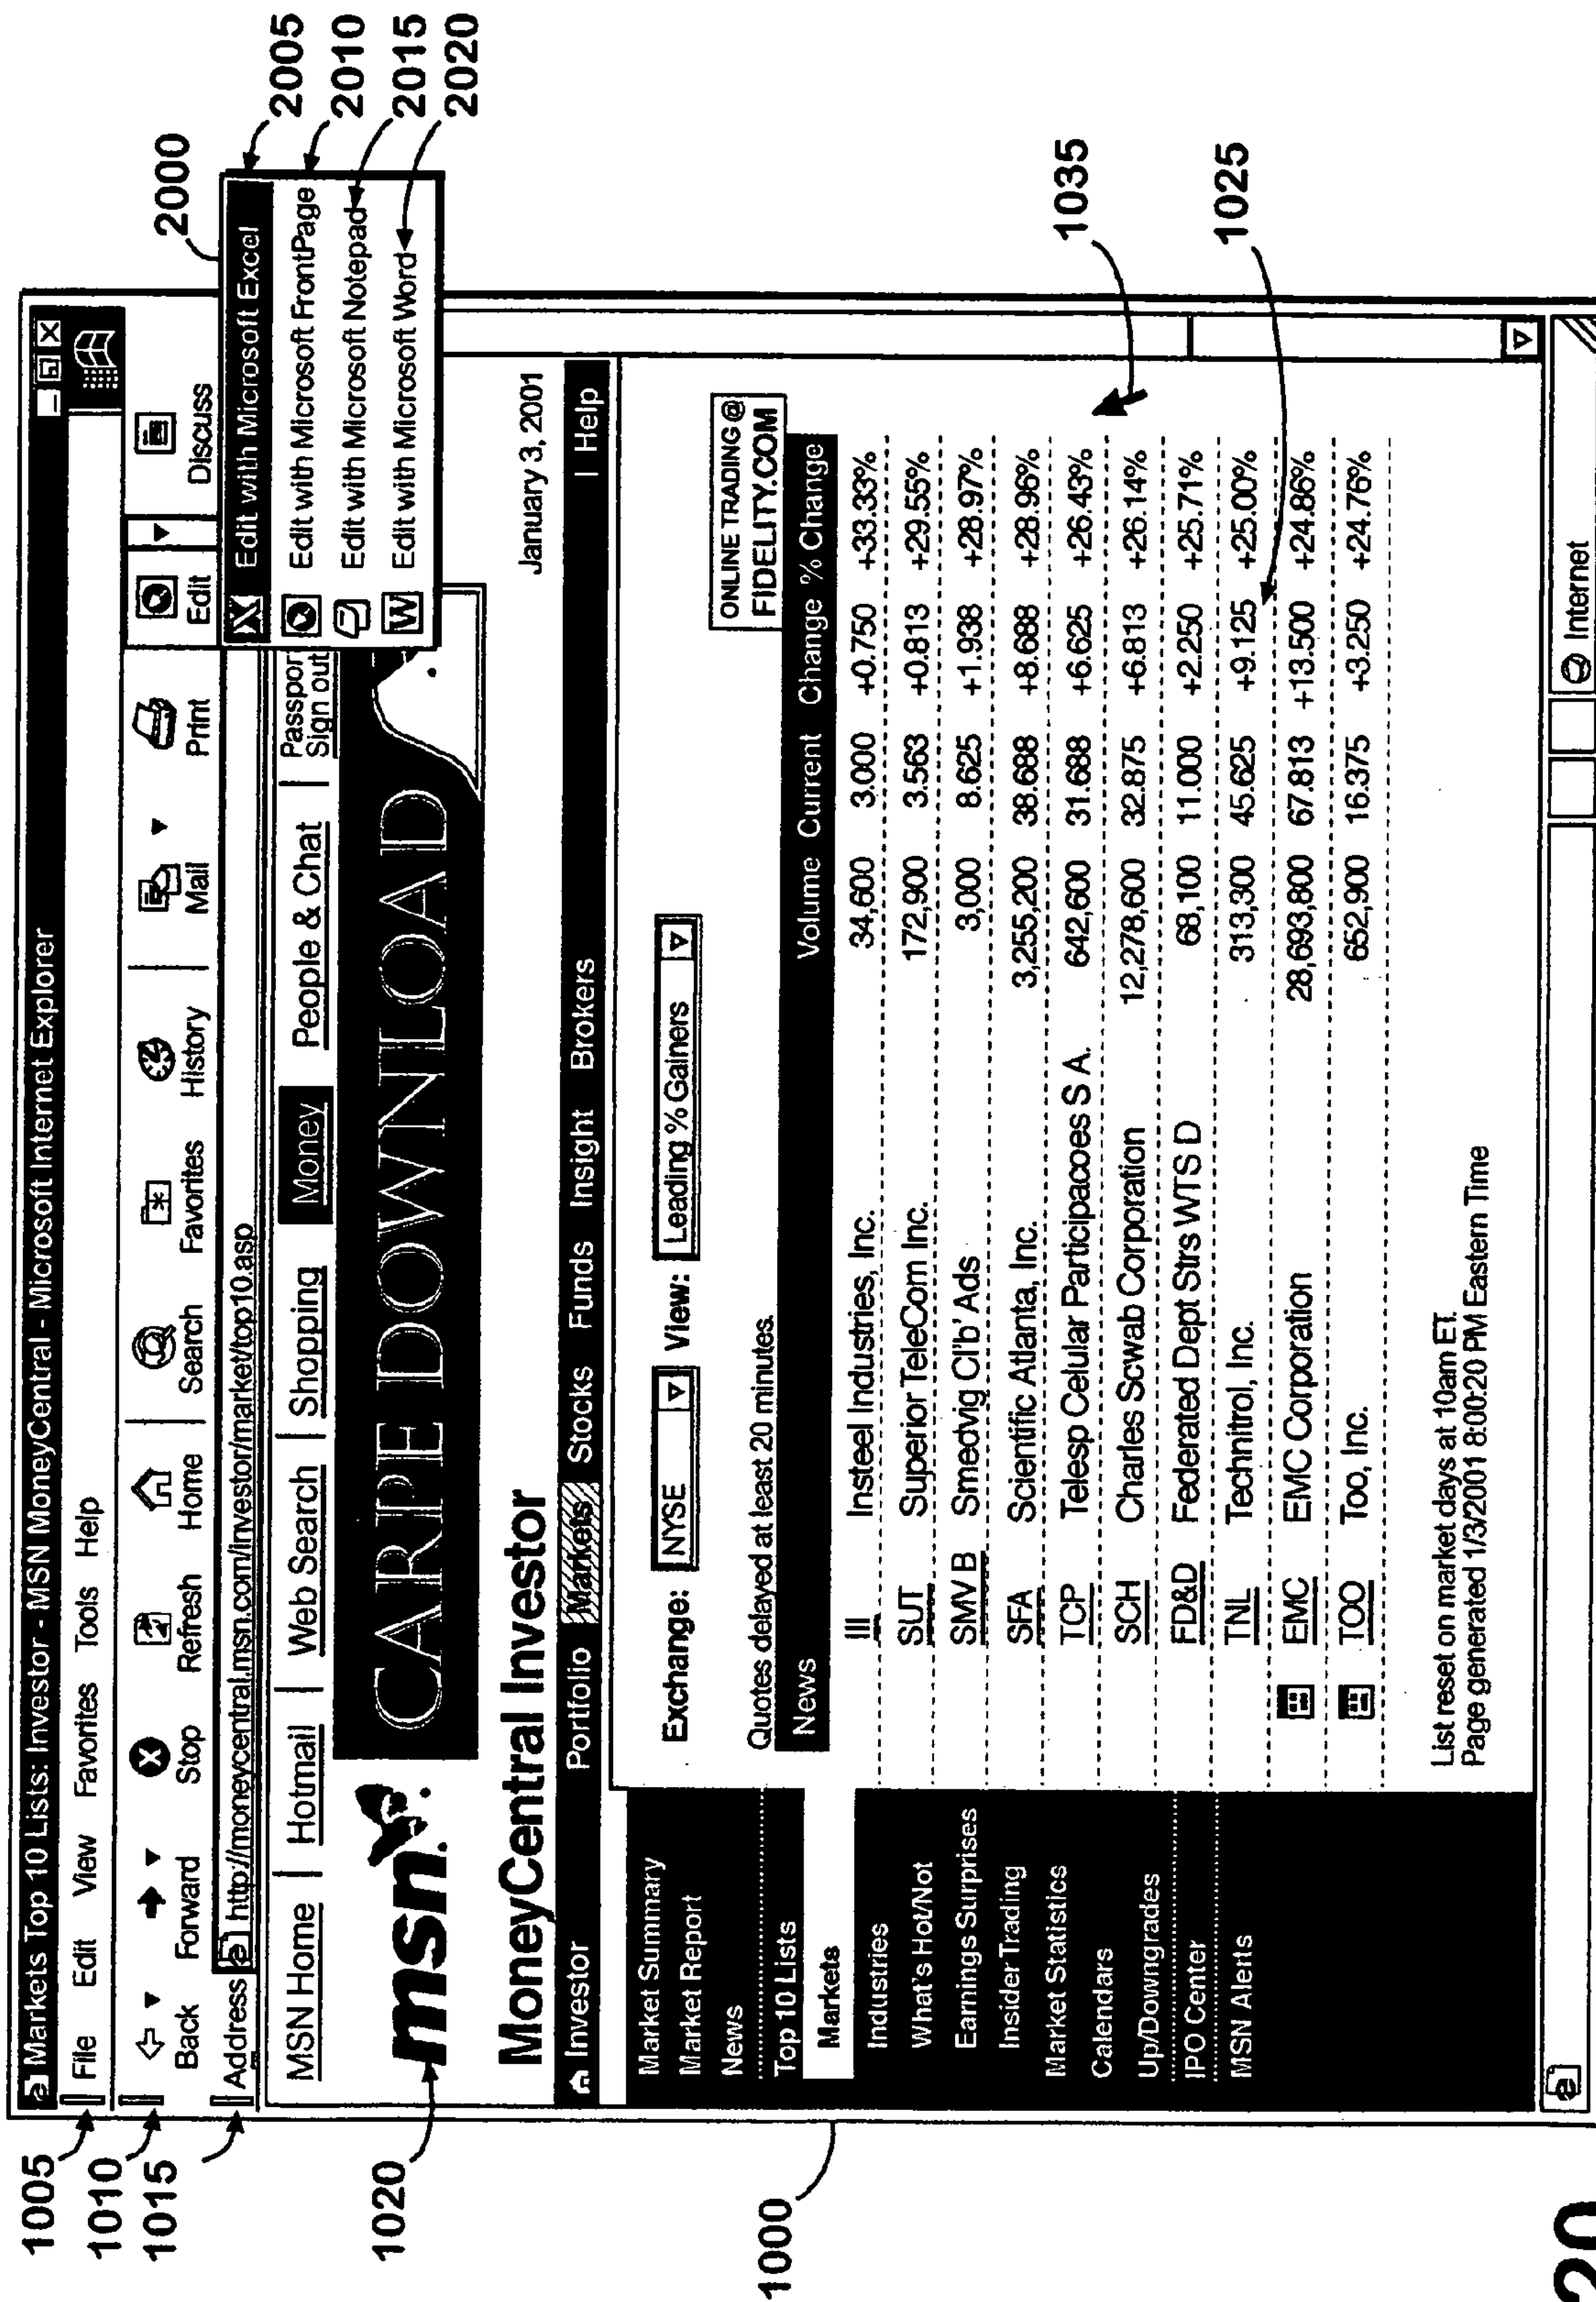 Markets Top 10 Lists: Investor - MSN MoneyCentral - Microsoft Internet Explorer
File Edit View Favorites Tools Help
Back Forward Stop Refresh Home Search Favorites History Mail Print Edit Discuss
Address http://moneycentral.msn.com/investor/market/top10.asp
MSN Home | Hotmail | Web Search | Shopping Money People & Chat | Passpor
Sign out
Edit with Microsoft Excel
Edit with Microsoft FrontPage
Edit with Microsoft Notepad
W Edit with Microsoft Word
2000
2005
2010
2015
2020
1005
1010
1015
1020
1000
1035
1025
msn.
CARPE DOWNLOAD
MoneyCentral Investor
January 3, 2001
Investor Portfolio Markets Stocks Funds Insight Brokers | Help
Market Summary
Market Report
News
Top 10 Lists
Markets
Industries
What's Hot/Not
Earnings Surprises
Insider Trading
Market Statistics
Calendars
Up/Downgrades
IPO Center
MSN Alerts
Exchange: NYSE View: Leading % Gainers
ONLINE TRADING @
FIDELITY.COM
Quotes delayed at least 20 minutes.
News Volume Current Change % Change
III Insteel Industries, Inc. 34,600 3.000 +0.750 +33.33%
SUT Superior TeleCom Inc. 172,900 3.563 +0.813 +29.55%
SMV B Smedvig Cl'b' Ads 3,000 8.625 +1.938 +28.97%
SFA Scientific Atlanta, Inc. 3,255,200 38.688 +8.688 +28.96%
TCP Telesp Celular Participacoes S A. 642,600 31.688 +6.625 +26.43%
SCH Charles Scwab Corporation 12,278,600 32.875 +6.813 +26.14%
FD&D Federated Dept Strs WTS D 68,100 11.000 +2.250 +25.71%
TNL Technitrol, Inc. 313,300 45.625 +9.125 +25.00%
EMC EMC Corporation 28,693,800 67.813 +13.500 +24.86%
TOO Too, Inc. 652,900 16.375 +3.250 +24.76%
List reset on market days at 10am ET.
Page generated 1/3/2001 8:00:20 PM Eastern Time
Internet
20